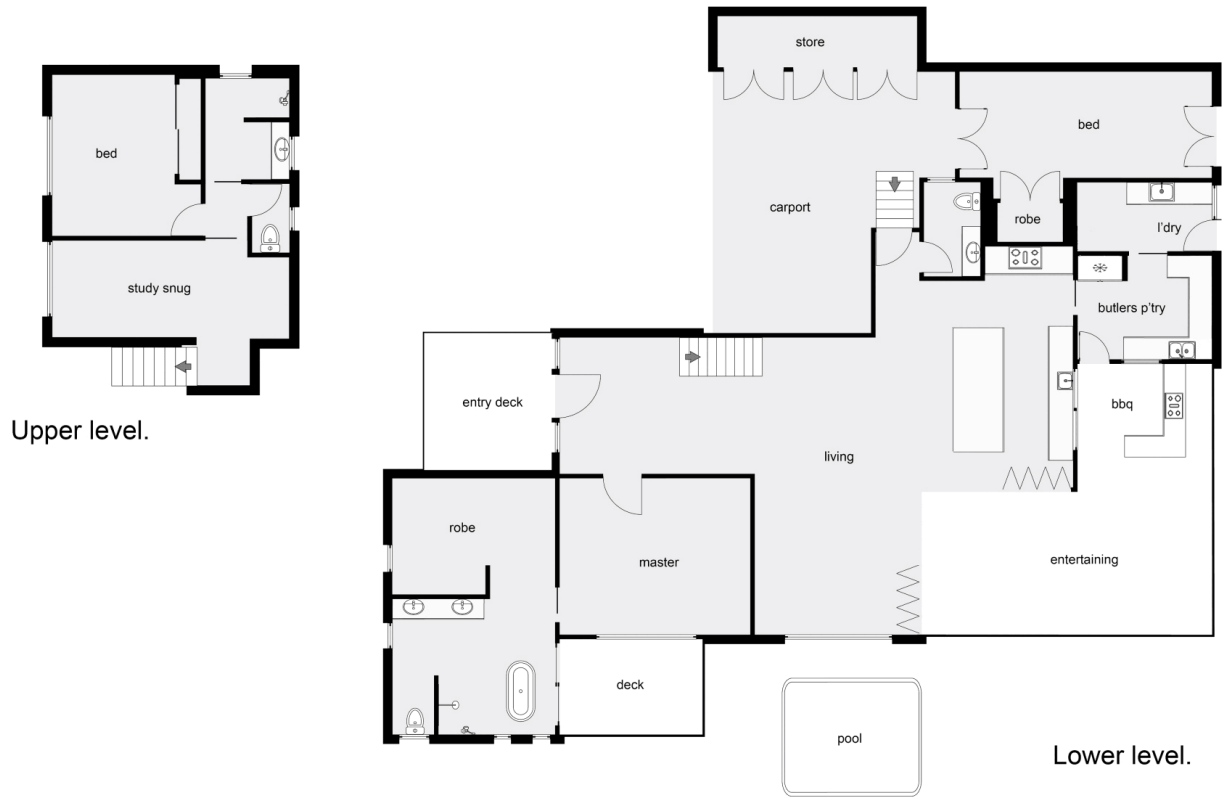 store
bed
bed
carport
robe
l'dry
study snug
butlers p'try
entry deck
bbq
Upper level.
living
robe
master
entertaining
deck
pool
Lower level.